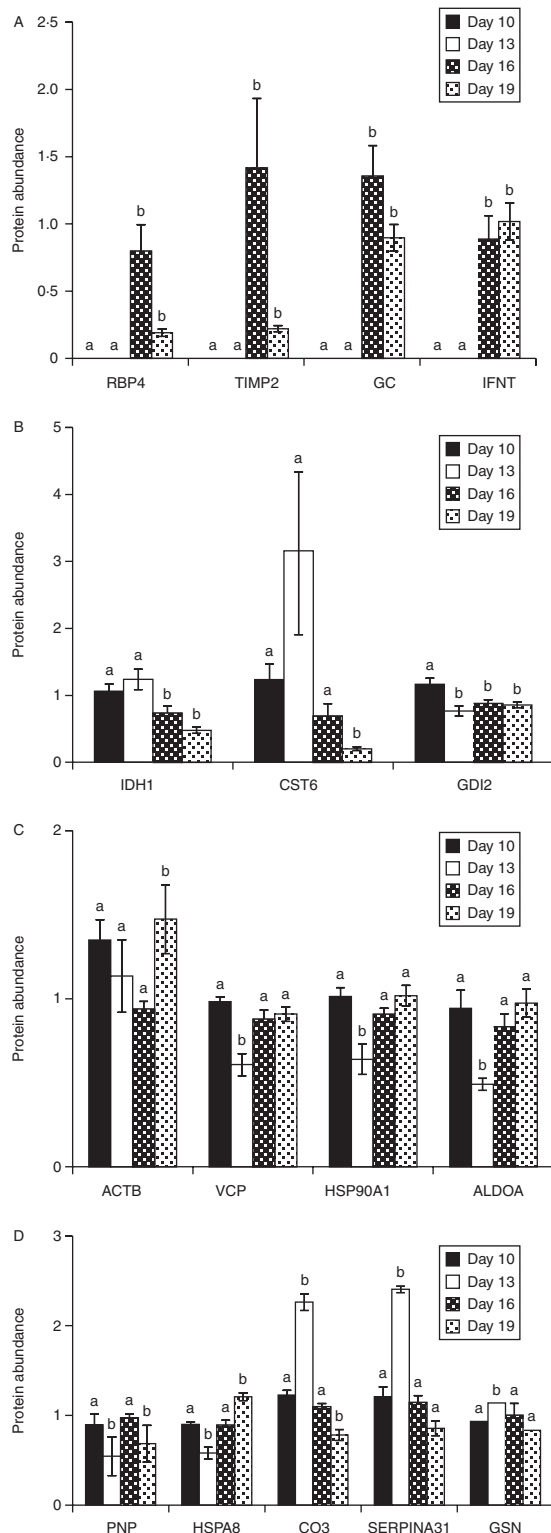 A
2·5
2.0
1·5
1.0
0·5
0
Protein abundance
Day 10
Day 13
Day 16
Day 19
a a b b
a a b b
a a b b
a a b b
RBP4 TIMP2 GC IFNT
B
5
4
3
2
1
0
Protein abundance
Day 10
Day 13
Day 16
Day 19
a a b b
a a a b
a b b b
IDH1 CST6 GDI2
C
2
1
0
Protein abundance
Day 10
Day 13
Day 16
Day 19
a a a b
a b a a
a b a a
a b a a
ACTB VCP HSP90A1 ALDOA
D
3
2
1
0
Protein abundance
Day 10
Day 13
Day 16
Day 19
a b a b
a b a b
a b a b
a b a a
a b a a
PNP HSPA8 CO3 SERPINA31 GSN